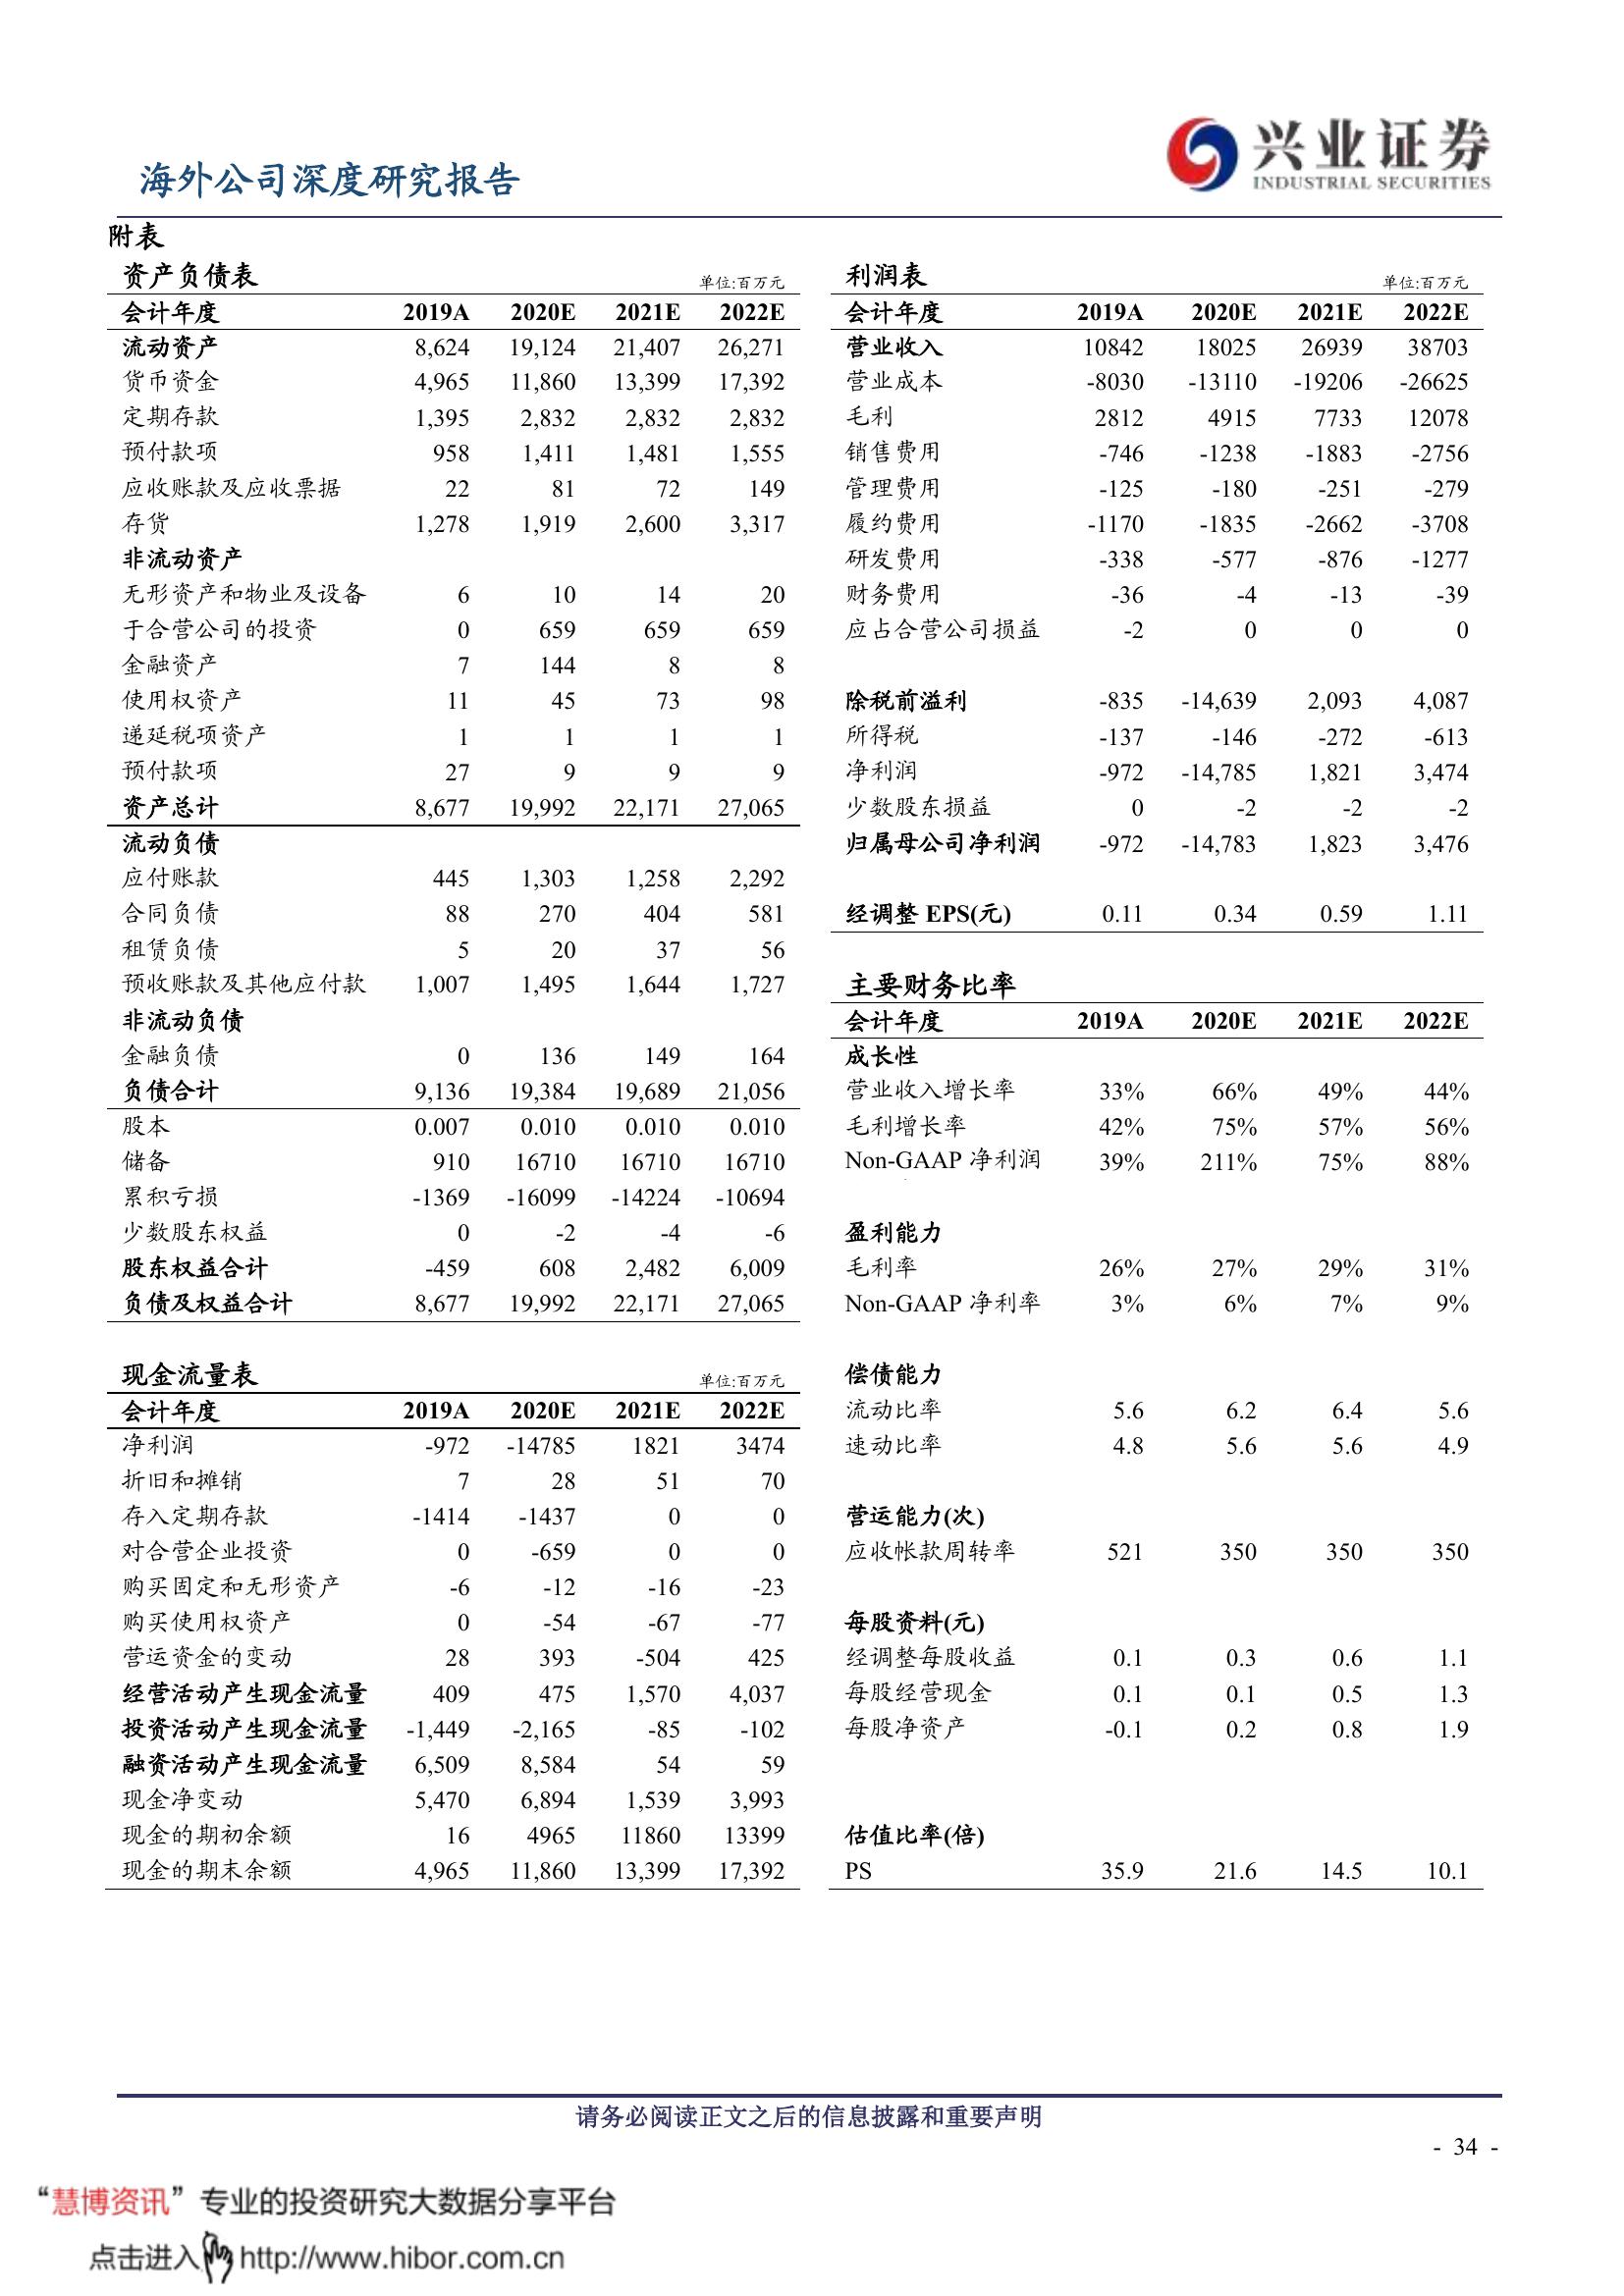 海外公司深度研究报告
兴业证券
INDUSTRIAL SECURITIES
附表
资产负债表 单位:百万元
会计年度 2019A 2020E 2021E 2022E
流动资产 8,624 19,124 21,407 26,271
货币资金 4,965 11,860 13,399 17,392
定期存款 1,395 2,832 2,832 2,832
预付款项 958 1,411 1,481 1,555
应收账款及应收票据 22 81 72 149
存货 1,278 1,919 2,600 3,317
非流动资产
无形资产和物业及设备 6 10 14 20
于合营公司的投资 0 659 659 659
金融资产 7 144 8 8
使用权资产 11 45 73 98
递延税项资产 1 1 1 1
预付款项 27 9 9 9
资产总计 8,677 19,992 22,171 27,065
流动负债
应付账款 445 1,303 1,258 2,292
合同负债 88 270 404 581
租赁负债 5 20 37 56
预收账款及其他应付款 1,007 1,495 1,644 1,727
非流动负债
金融负债 0 136 149 164
负债合计 9,136 19,384 19,689 21,056
股本 0.007 0.010 0.010 0.010
储备 910 16710 16710 16710
累积亏损 -1369 -16099 -14224 -10694
少数股东权益 0 -2 -4 -6
股东权益合计 -459 608 2,482 6,009
负债及权益合计 8,677 19,992 22,171 27,065
现金流量表 单位:百万元
会计年度 2019A 2020E 2021E 2022E
净利润 -972 -14785 1821 3474
折旧和摊销 7 28 51 70
存入定期存款 -1414 -1437 0 0
对合营企业投资 0 -659 0 0
购买固定和无形资产 -6 -12 -16 -23
购买使用权资产 0 -54 -67 -77
营运资金的变动 28 393 -504 425
经营活动产生现金流量 409 475 1,570 4,037
投资活动产生现金流量 -1,449 -2,165 -85 -102
融资活动产生现金流量 6,509 8,584 54 59
现金净变动 5,470 6,894 1,539 3,993
现金的期初余额 16 4965 11860 13399
现金的期末余额 4,965 11,860 13,399 17,392
利润表 单位:百万元
会计年度 2019A 2020E 2021E 2022E
营业收入 10842 18025 26939 38703
营业成本 -8030 -13110 -19206 -26625
毛利 2812 4915 7733 12078
销售费用 -746 -1238 -1883 -2756
管理费用 -125 -180 -251 -279
履约费用 -1170 -1835 -2662 -3708
研发费用 -338 -577 -876 -1277
财务费用 -36 -4 -13 -39
应占合营公司损益 -2 0 0 0
除税前溢利 -835 -14,639 2,093 4,087
所得税 -137 -146 -272 -613
净利润 -972 -14,785 1,821 3,474
少数股东损益 0 -2 -2 -2
归属母公司净利润 -972 -14,783 1,823 3,476
经调整 EPS(元) 0.11 0.34 0.59 1.11
主要财务比率
会计年度 2019A 2020E 2021E 2022E
成长性
营业收入增长率 33% 66% 49% 44%
毛利增长率 42% 75% 57% 56%
Non-GAAP 净利润 39% 211% 75% 88%
盈利能力
毛利率 26% 27% 29% 31%
Non-GAAP 净利率 3% 6% 7% 9%
偿债能力
流动比率 5.6 6.2 6.4 5.6
速动比率 4.8 5.6 5.6 4.9
营运能力(次)
应收帐款周转率 521 350 350 350
每股资料(元)
经调整每股收益 0.1 0.3 0.6 1.1
每股经营现金 0.1 0.1 0.5 1.3
每股净资产 -0.1 0.2 0.8 1.9
估值比率(倍)
PS 35.9 21.6 14.5 10.1
请务必阅读正文之后的信息披露和重要声明
- 34 -
“慧博资讯”专业的投资研究大数据分享平台
点击进入 http://www.hibor.com.cn